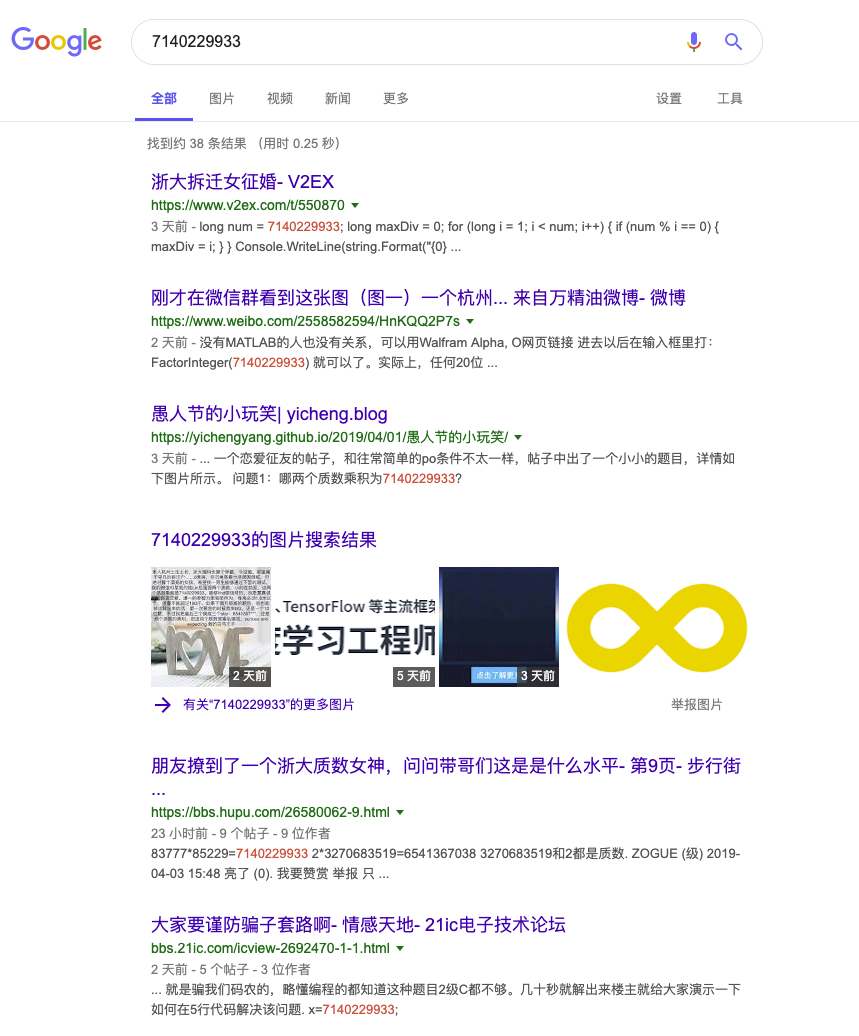 Google
7140229933
全部 图片 视频 新闻 更多 设置 工具
找到约 38 条结果 （用时 0.25 秒）
浙大拆迁女征婚- V2EX
https://www.v2ex.com/t/550870
3 天前 - long num = 7140229933; long maxDiv = 0; for (long i = 1; i < num; i++) { if (num % i == 0) {
maxDiv = i; } } Console.WriteLine(string.Format("{0} ...
刚才在微信群看到这张图（图一）一个杭州... 来自万精油微博- 微博
https://www.weibo.com/2558582594/HnKQQ2P7s
2 天前 - 没有MATLAB的人也没有关系，可以用Walfram Alpha, O网页链接 进去以后在输入框里打：
FactorInteger(7140229933) 就可以了。实际上，任何20位 ...
愚人节的小玩笑| yicheng.blog
https://yichengyang.github.io/2019/04/01/愚人节的小玩笑/
3 天前 - ... 一个恋爱征友的帖子，和往常简单的po条件不太一样，帖子中出了一个小小的题目，详情如
下图片所示。 问题1：哪两个质数乘积为7140229933?
7140229933的图片搜索结果
、TensorFlow 等主流框架
度学习工程师
LOVE
点击了解更多
2 天前 5 天前 3 天前
有关“7140229933”的更多图片 举报图片
朋友撩到了一个浙大质数女神，问问带哥们这是是什么水平- 第9页- 步行街
...
https://bbs.hupu.com/26580062-9.html
23 小时前 - 9 个帖子 - 9 位作者
83777*85229=7140229933 2*3270683519=6541367038 3270683519和2都是质数. ZOGUE (级) 2019-
04-03 15:48 亮了 (0). 我要赞赏 举报 只 ...
大家要谨防骗子套路啊- 情感天地- 21ic电子技术论坛
bbs.21ic.com/icview-2692470-1-1.html
2 天前 - 5 个帖子 - 3 位作者
... 就是骗我们码农的，略懂编程的都知道这种题目2级C都不够。几十秒就解出来楼主就给大家演示一下
如何在5行代码解决该问题. x=7140229933;